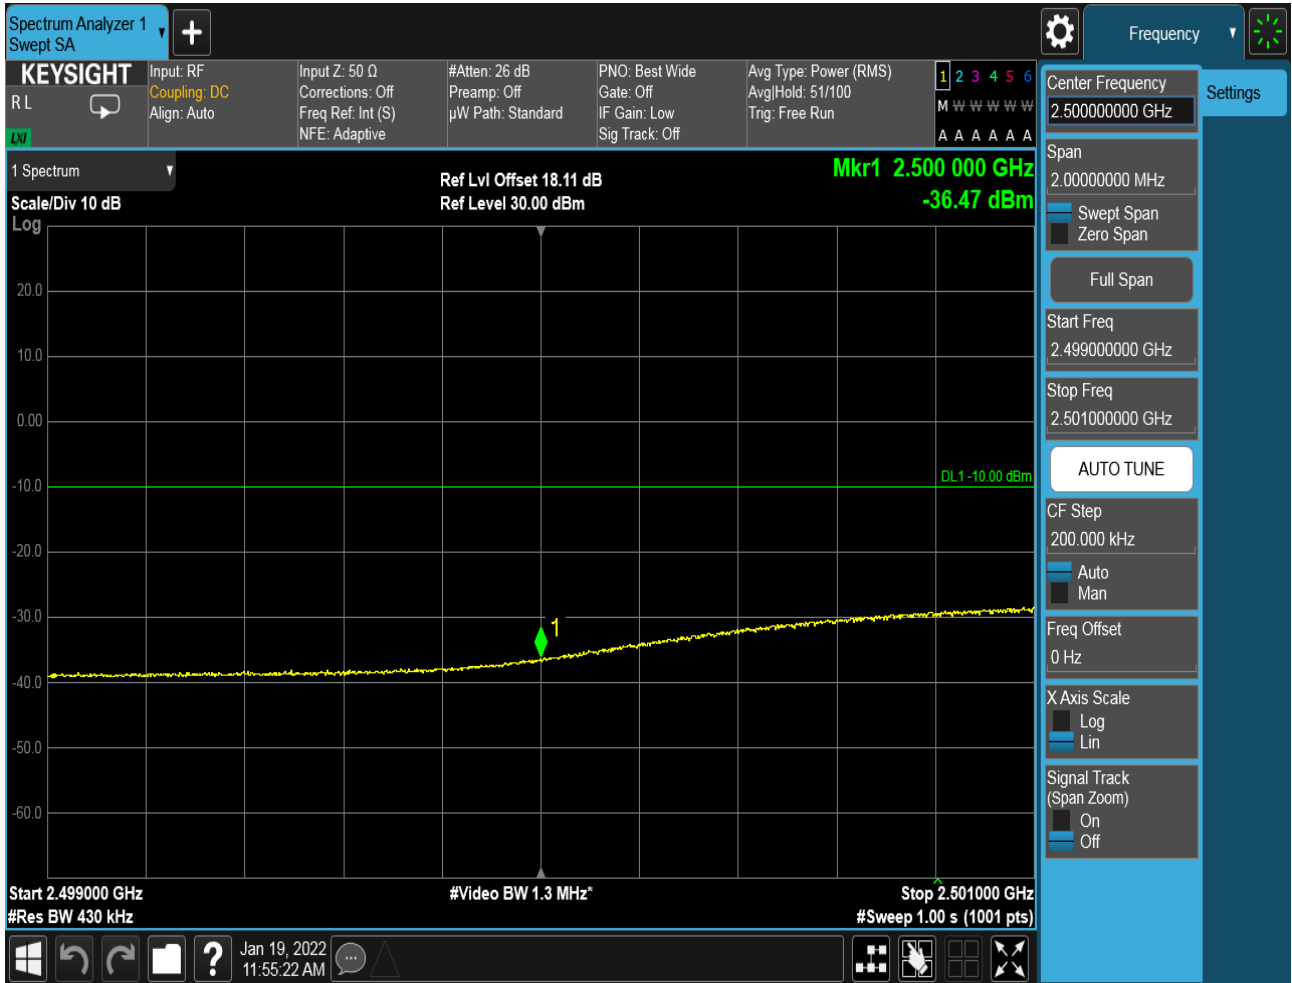 Spectrum Analyzer 1
Swept SA
Frequency
KEYSIGHT
R L
LXI
Input: RF
Coupling: DC
Align: Auto
Input Z: 50 Ω
Corrections: Off
Freq Ref: Int (S)
NFE: Adaptive
#Atten: 26 dB
Preamp: Off
µW Path: Standard
PNO: Best Wide
Gate: Off
IF Gain: Low
Sig Track: Off
Avg Type: Power (RMS)
Avg|Hold: 51/100
Trig: Free Run
1 2 3 4 5 6
M W W W W W
A A A A A A
1 Spectrum
Scale/Div 10 dB
Log
Ref Lvl Offset 18.11 dB
Ref Level 30.00 dBm
Mkr1 2.500 000 GHz
-36.47 dBm
20.0
10.0
0.00
-10.0
-20.0
-30.0
-40.0
-50.0
-60.0
DL1 -10.00 dBm
1
Start 2.499000 GHz
#Res BW 430 kHz
#Video BW 1.3 MHz*
Stop 2.501000 GHz
#Sweep 1.00 s (1001 pts)
?
Jan 19, 2022
11:55:22 AM
Center Frequency
2.500000000 GHz
Settings
Span
2.00000000 MHz
Swept Span
Zero Span
Full Span
Start Freq
2.499000000 GHz
Stop Freq
2.501000000 GHz
AUTO TUNE
CF Step
200.000 kHz
Auto
Man
Freq Offset
0 Hz
X Axis Scale
Log
Lin
Signal Track
(Span Zoom)
On
Off